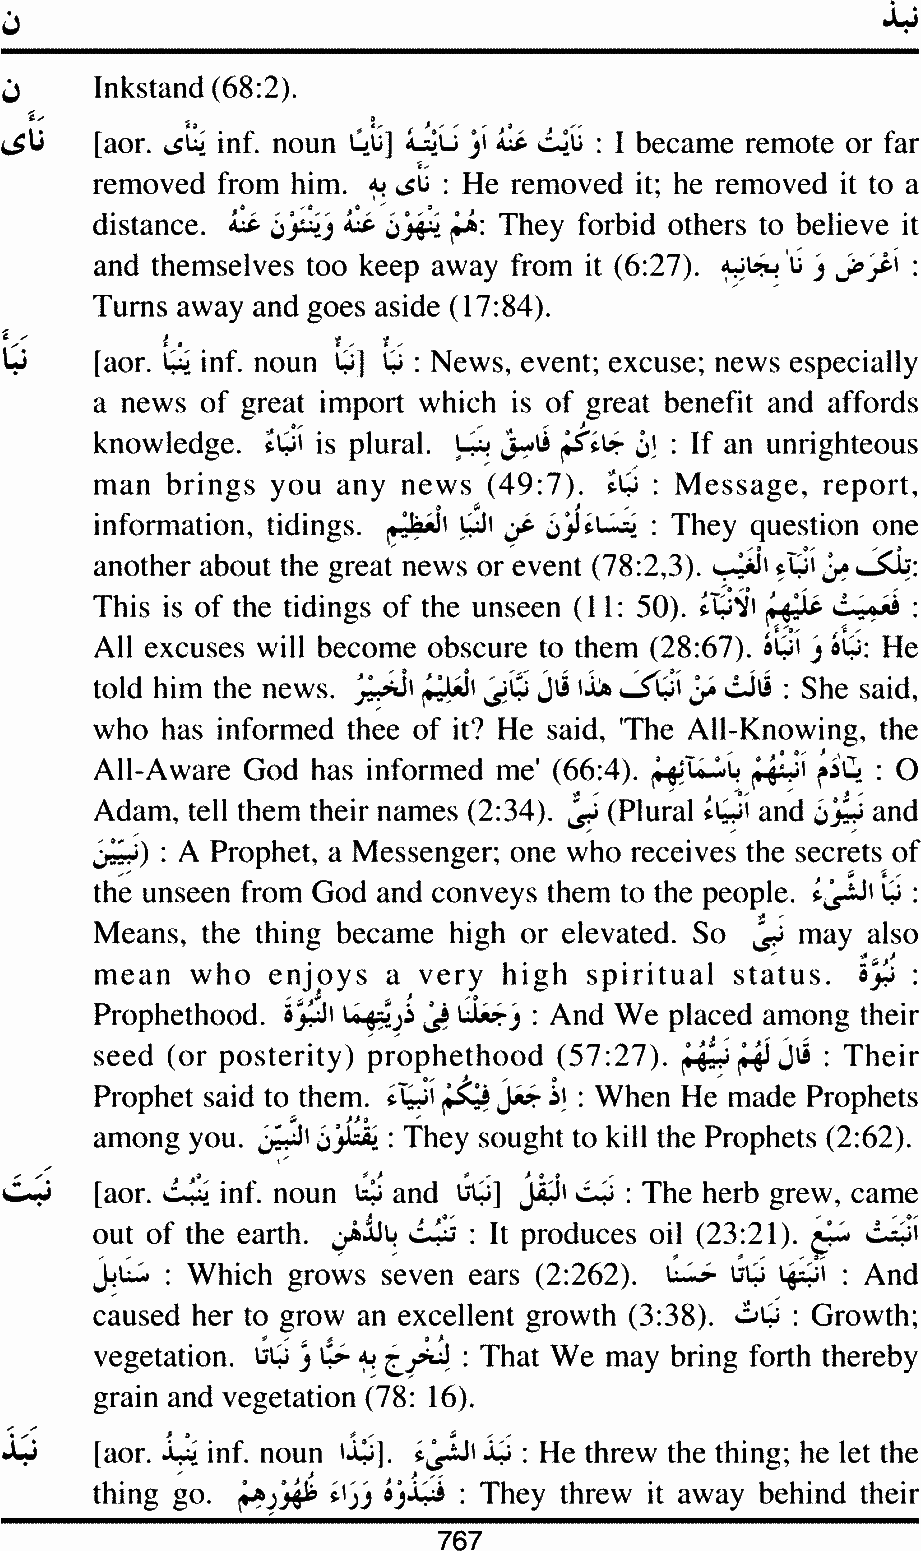 ن نبذ
ن Inkstand (68:2).
نَأَى [aor. يَنْأَى inf. noun نَأْيًا] نَأَيْتُ عَنْهُ اَوْ نَـاَيْتُـهُ : I became remote or far
removed from him. نَأَى بِهٖ : He removed it; he removed it to a
distance. هُمْ يَنْهَوْنَ عَنْهُ وَيَنْئَوْنَ عَنْهُ: They forbid others to believe it
and themselves too keep away from it (6:27). اَعْرَضَ وَ نَاٰ بِجَانِبِهٖ :
Turns away and goes aside (17:84).
نَبَأَ [aor. يَنْبَأُ inf. noun نَبَأٌ] نَبَأٌ : News, event; excuse; news especially
a news of great import which is of great benefit and affords
knowledge. اَنْبَاءٌ is plural. اِنْ جَاءَكُمْ فَاسِقٌ بِنَبَـاٍ : If an unrighteous
man brings you any news (49:7). نَبَاءٌ : Message, report,
information, tidings. يَتَسَاءَلُوْنَ عَنِ النَّبَاِ الْعَظِيْمِ : They question one
another about the great news or event (78:2,3). تِلْكَ مِنْ اَنْبَآءِ الْغَيْبِ:
This is of the tidings of the unseen (11: 50). فَعَمِيَتْ عَلَيْهِمُ الْاَنْبَآءُ :
All excuses will become obscure to them (28:67). نَبَّأَهُ وَ اَنْبَأَهُ: He
told him the news. قَالَتْ مَنْ اَنْبَاَكَ هٰذَا قَالَ نَبَّاَنِىَ الْعَلِيْمُ الْخَبِيْرُ : She said,
who has informed thee of it? He said, 'The All-Knowing, the
All-Aware God has informed me' (66:4). يٰۤـاٰدَمُ اَنْبِئْهُمْ بِاَسْمَآئِهِمْ : O
Adam, tell them their names (2:34). نَبِىٌّ (Plural اَنْبِيَاءُ and نَبِيُّوْنَ and
نَبِيِّيْنَ) : A Prophet, a Messenger; one who receives the secrets of
the unseen from God and conveys them to the people. نَبَأَ الشَّىْءُ :
Means, the thing became high or elevated. So نَبِىٌّ may also
mean who enjoys a very high spiritual status. نُبُوَّةٌ :
Prophethood. وَجَعَلْنَا فِىْ ذُرِّيَّتِهِمَا النُّبُوَّةَ : And We placed among their
seed (or posterity) prophethood (57:27). قَالَ لَهُمْ نَبِيُّهُمْ : Their
Prophet said to them. اِذْ جَعَلَ فِيْكُمْ اَنْبِيَآءَ : When He made Prophets
among you. يَقْتُلُوْنَ النَّبِيِّنَ : They sought to kill the Prophets (2:62).
نَبَتَ [aor. يَنْبُتُ inf. noun نَبْتًا and نَبَاتًا] نَبَتَ الْبَقْلُ : The herb grew, came
out of the earth. تَنْبُتُ بِالدُّهْنِ : It produces oil (23:21). اَنْبَتَتْ سَبْعَ
سَنَابِلَ : Which grows seven ears (2:262). اَنْبَتَهَا نَبَاتًا حَسَنًا : And
caused her to grow an excellent growth (3:38). نَبَاتٌ : Growth;
vegetation. لِنُخْرِجَ بِهٖ حَبًّا وَّ نَبَاتًا : That We may bring forth thereby
grain and vegetation (78: 16).
نَبَذَ [aor. يَنْبِذُ inf. noun نَبْذًا]. نَبَذَ الشَّىْءَ : He threw the thing; he let the
thing go. فَنَبَذُوْهُ وَرَاءَ ظُهُوْرِهِمْ : They threw it away behind their
767